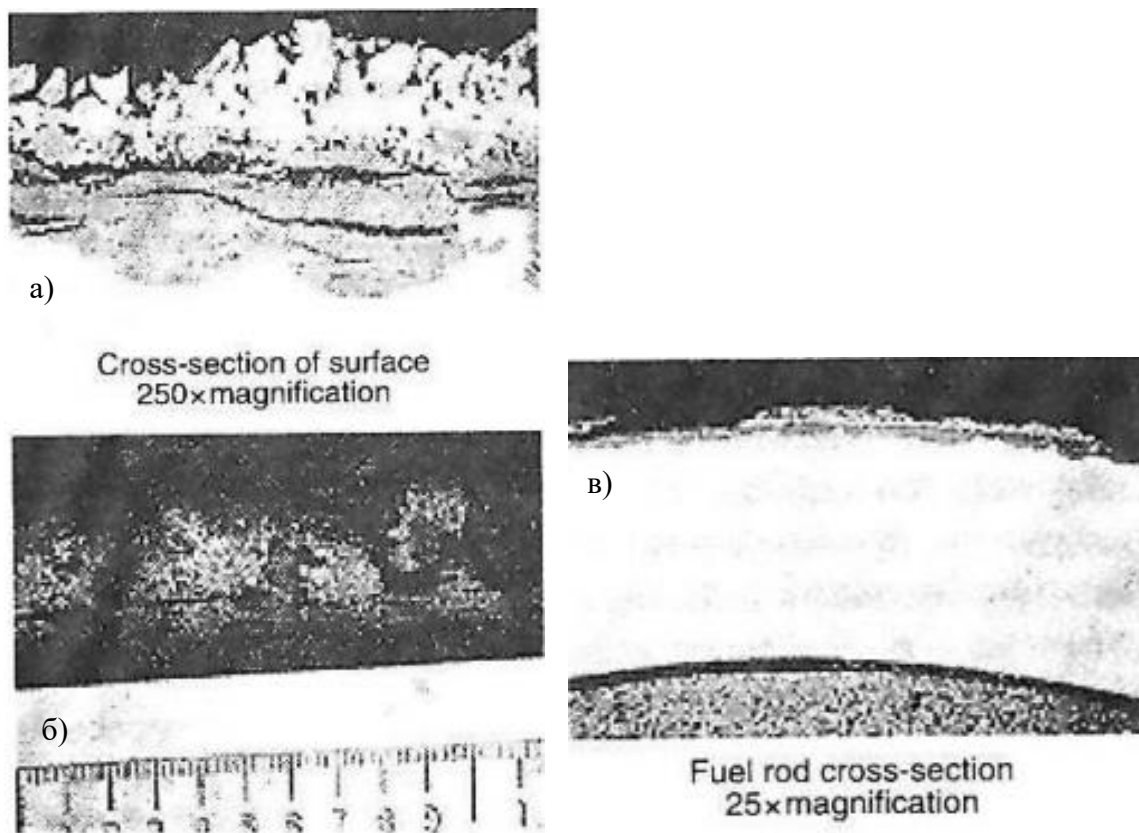 а)
Cross-section of surface
250×magnification
б)
в)
Fuel rod cross-section
25×magnification